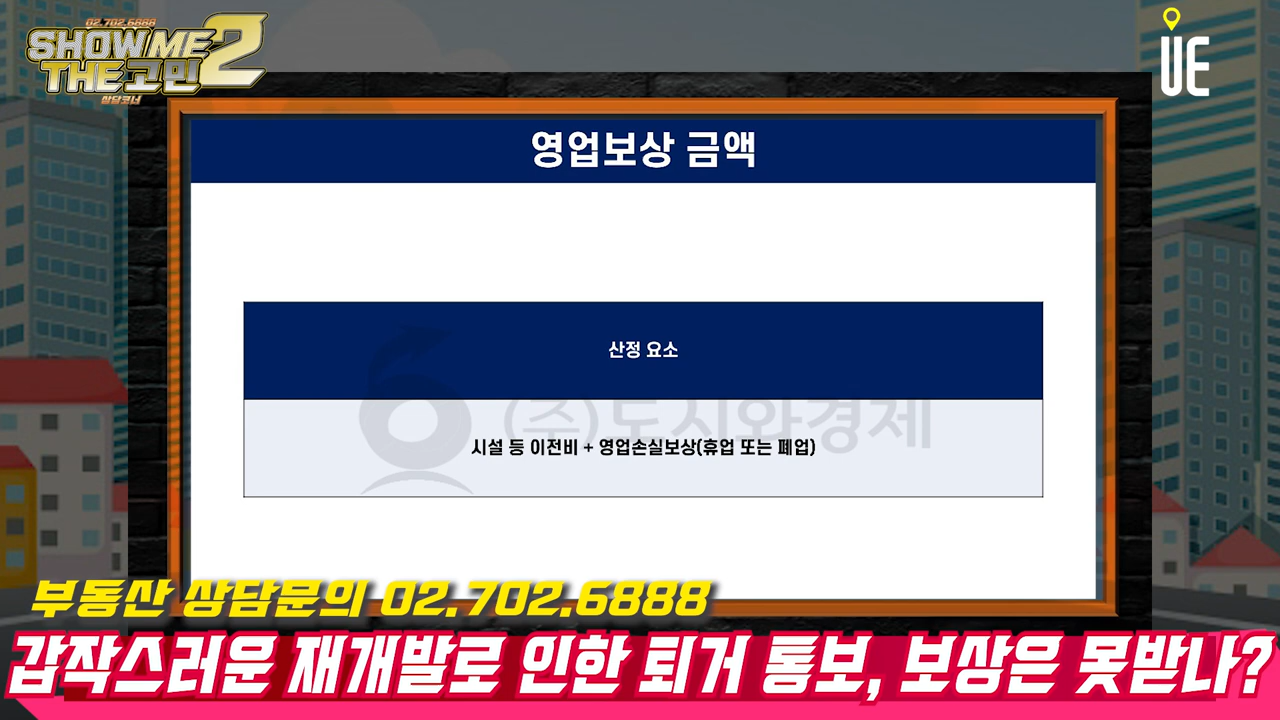 02.702.6888
SHOW ME
THE고민2
상담코너
UE
영업보상 금액
산정 요소
(주)도시와경제
시설 등 이전비 + 영업손실보상(휴업 또는 폐업)
부동산 상담문의 02.702.6888
갑작스러운 재개발로 인한 퇴거 통보, 보상은 못받나?